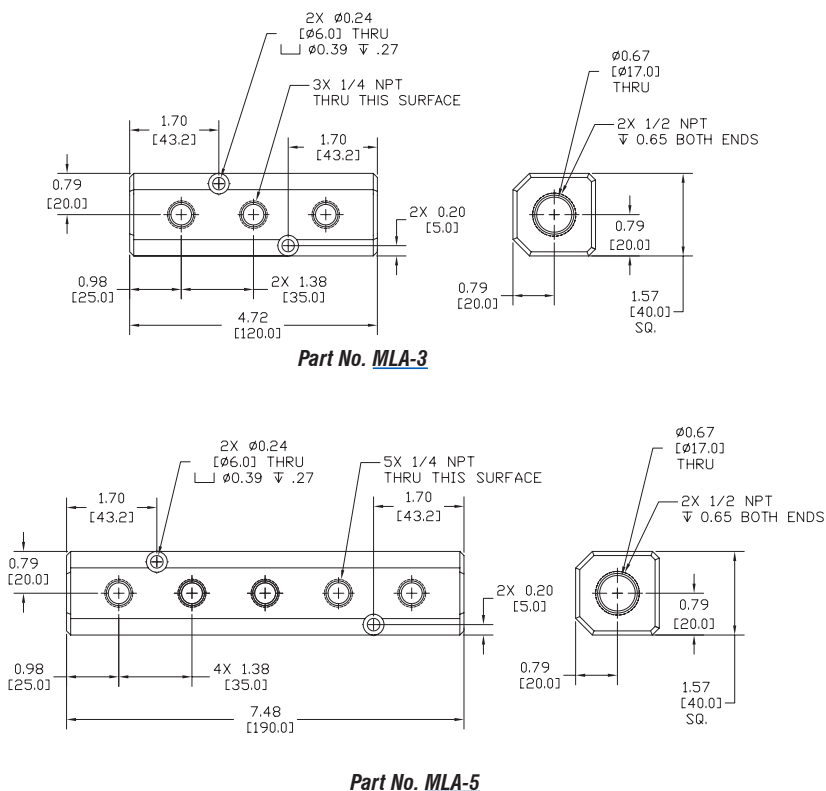 2X Ø0.24
[Ø6.0] THRU
⌴ Ø0.39 ↧ .27
3X 1/4 NPT
THRU THIS SURFACE
1.70
[43.2]
1.70
[43.2]
0.79
[20.0]
2X 0.20
[5.0]
0.98
[25.0]
2X 1.38
[35.0]
4.72
[120.0]
Ø0.67
[Ø17.0]
THRU
2X 1/2 NPT
↧ 0.65 BOTH ENDS
0.79
[20.0]
0.79
[20.0]
1.57
[40.0]
SQ.
Part No. MLA-3
2X Ø0.24
[Ø6.0] THRU
⌴ Ø0.39 ↧ .27
5X 1/4 NPT
THRU THIS SURFACE
1.70
[43.2]
1.70
[43.2]
0.79
[20.0]
2X 0.20
[5.0]
0.98
[25.0]
4X 1.38
[35.0]
7.48
[190.0]
Ø0.67
[Ø17.0]
THRU
2X 1/2 NPT
↧ 0.65 BOTH ENDS
0.79
[20.0]
0.79
[20.0]
1.57
[40.0]
SQ.
Part No. MLA-5